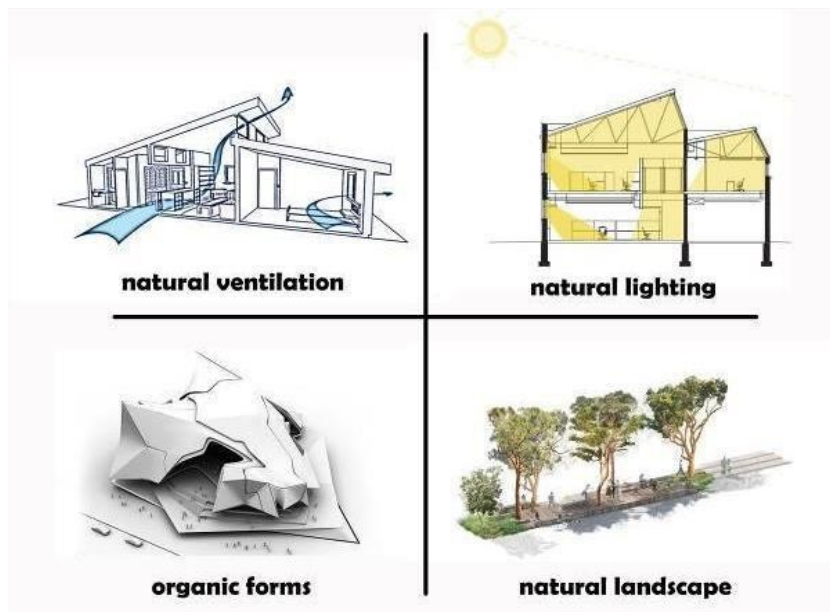 natural ventilation
natural lighting
organic forms
natural landscape